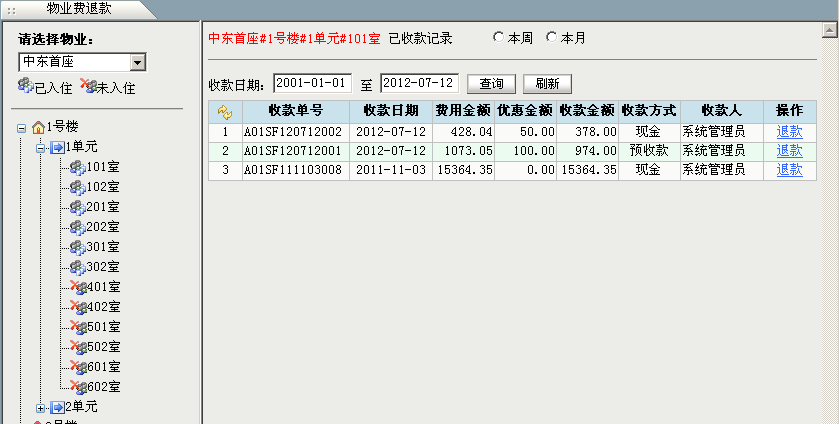 物业费退款
请选择物业:
中东首座
已入住 未入住
1号楼
1单元
101室
102室
201室
202室
301室
302室
401室
402室
501室
502室
601室
602室
2单元
中东首座#1号楼#1单元#101室 已收款记录 本周 本月
收款日期: 2001-01-01 至 2012-07-12 查询 刷新
收款单号 收款日期 费用金额 优惠金额 收款金额 收款方式 收款人 操作
1 A01SF120712002 2012-07-12 428.04 50.00 378.00 现金 系统管理员 退款
2 A01SF120712001 2012-07-12 1073.05 100.00 974.00 预收款 系统管理员 退款
3 A01SF111103008 2011-11-03 15364.35 0.00 15364.35 现金 系统管理员 退款